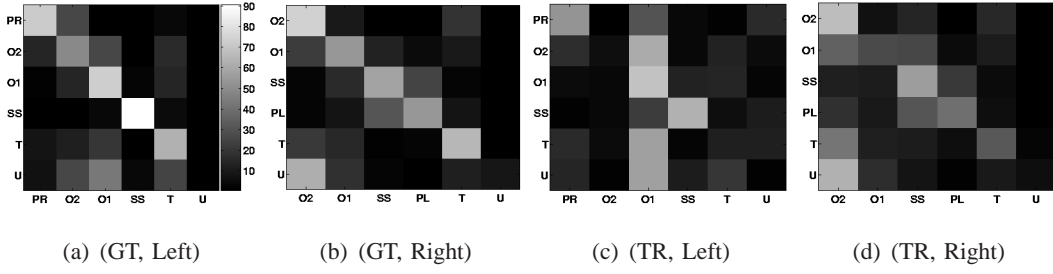 PR
O2
O1
SS
T
U
PR O2 O1 SS T U
90
80
70
60
50
40
30
20
10
O2
O1
SS
PL
T
U
O2 O1 SS PL T U
PR
O2
O1
SS
T
U
PR O2 O1 SS T U
O2
O1
SS
PL
T
U
O2 O1 SS PL T U
(a) (GT, Left) (b) (GT, Right) (c) (TR, Left) (d) (TR, Right)